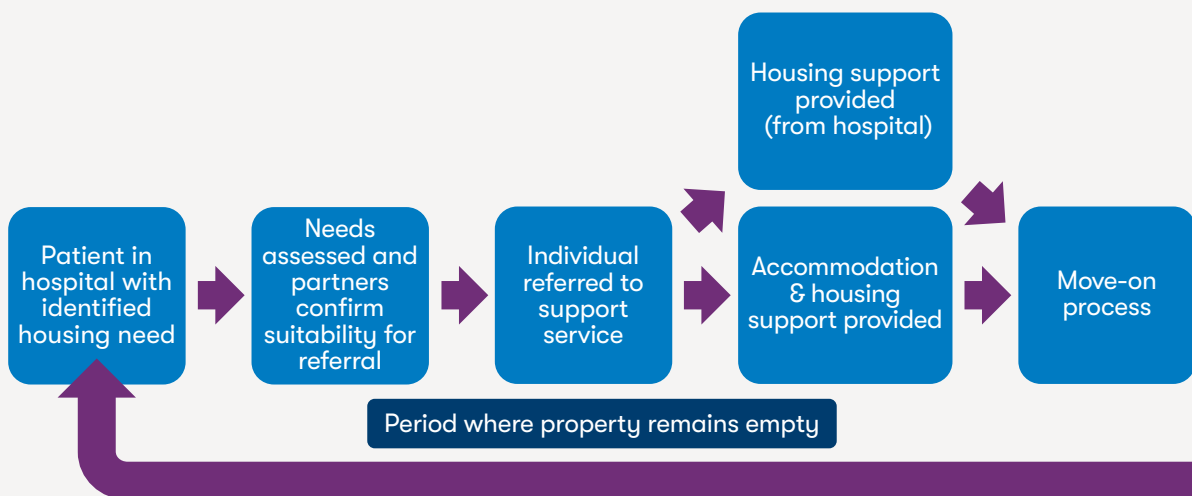 Patient in
hospital with
identified
housing need
Needs
assessed and
partners
confirm
suitability for
referral
Individual
referred to
support
service
Housing support
provided
(from hospital)
Accommodation
& housing
support provided
Move-on
process
Period where property remains empty